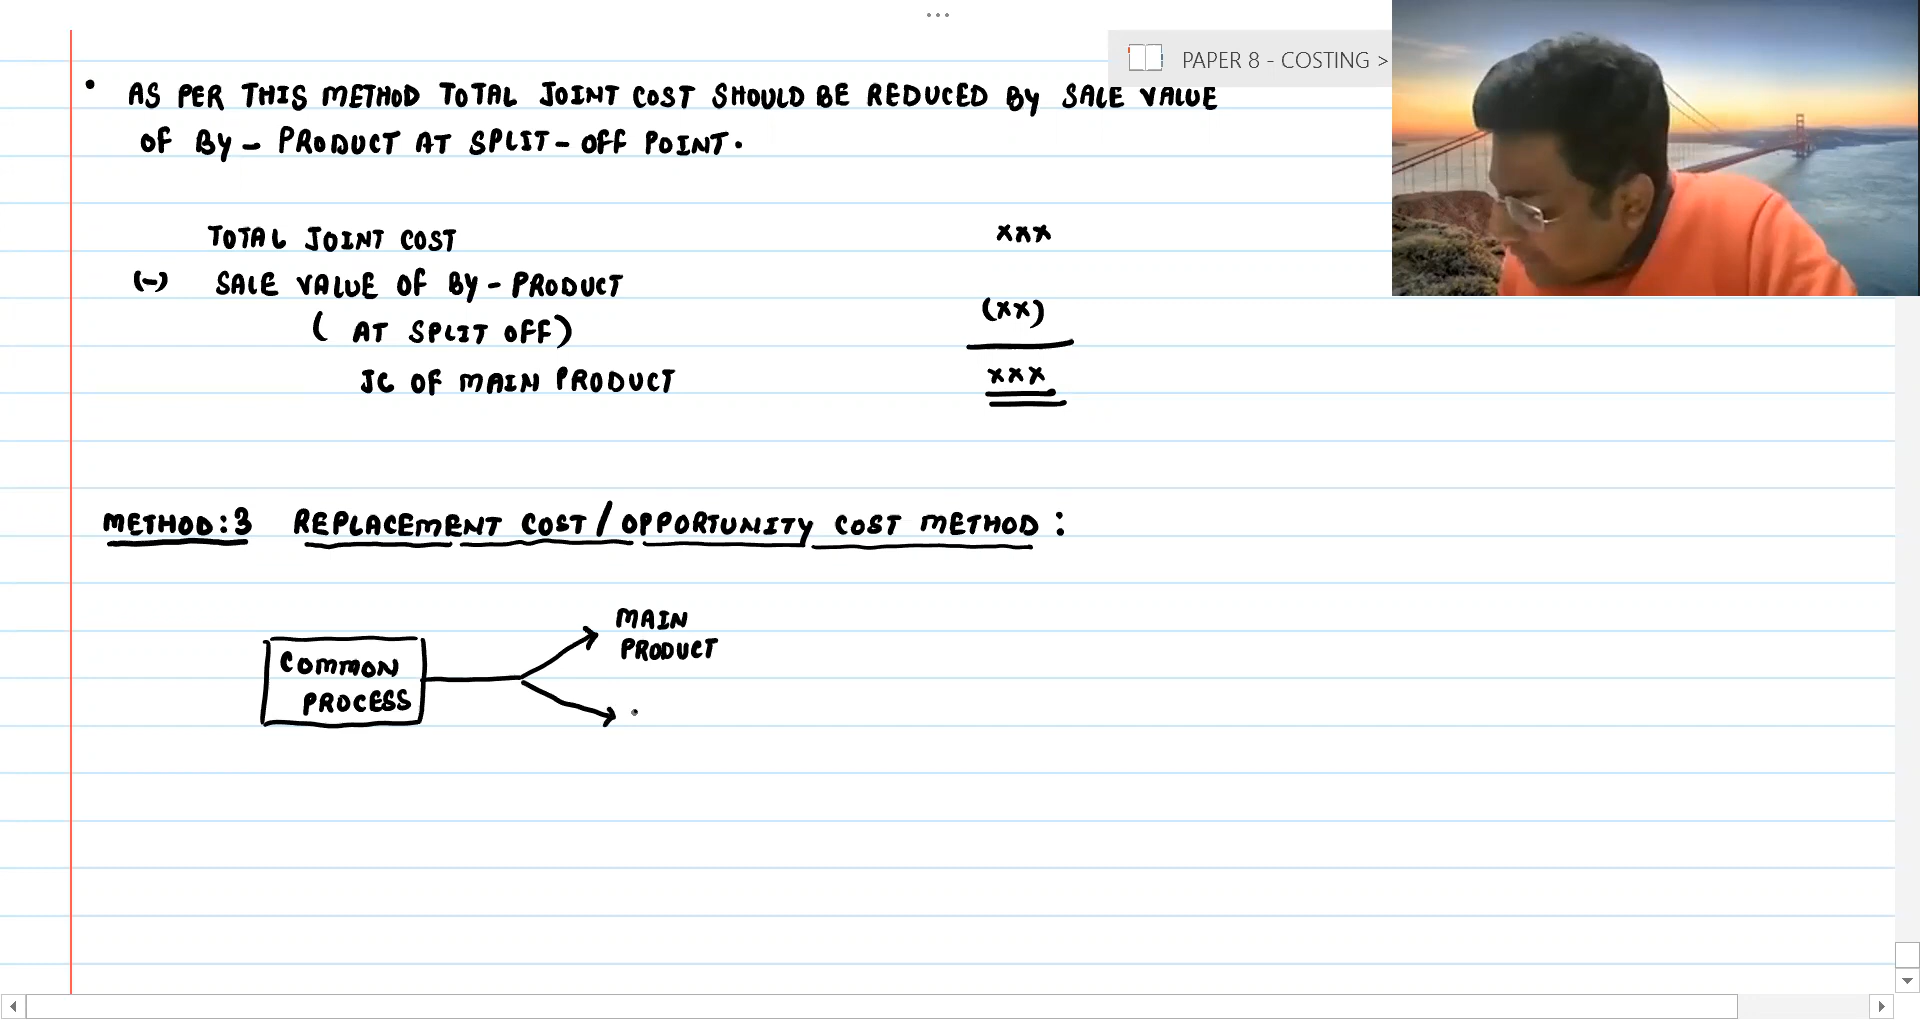 PAPER 8 - COSTING >
• AS PER THIS METHOD TOTAL JOINT COST SHOULD BE REDUCED BY SALE VALUE
OF BY - PRODUCT AT SPLIT - OFF POINT.
TOTAL JOINT COST xxx
(-) SALE VALUE OF BY - PRODUCT
( AT SPLIT OFF) (xx)
JC OF MAIN PRODUCT xxx
METHOD : 3 REPLACEMENT COST / OPPORTUNITY COST METHOD :
MAIN
PRODUCT
COMMON
PROCESS